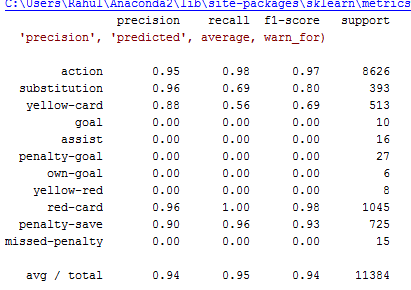 C:\Users\Rahul\Anaconda2\lib\site-packages\sklearn\metrics
precision recall f1-score support
'precision', 'predicted', average, warn_for)
action 0.95 0.98 0.97 8626
substitution 0.96 0.69 0.80 393
yellow-card 0.88 0.56 0.69 513
goal 0.00 0.00 0.00 10
assist 0.00 0.00 0.00 16
penalty-goal 0.00 0.00 0.00 27
own-goal 0.00 0.00 0.00 6
yellow-red 0.00 0.00 0.00 8
red-card 0.96 1.00 0.98 1045
penalty-save 0.90 0.96 0.93 725
missed-penalty 0.00 0.00 0.00 15
avg / total 0.94 0.95 0.94 11384